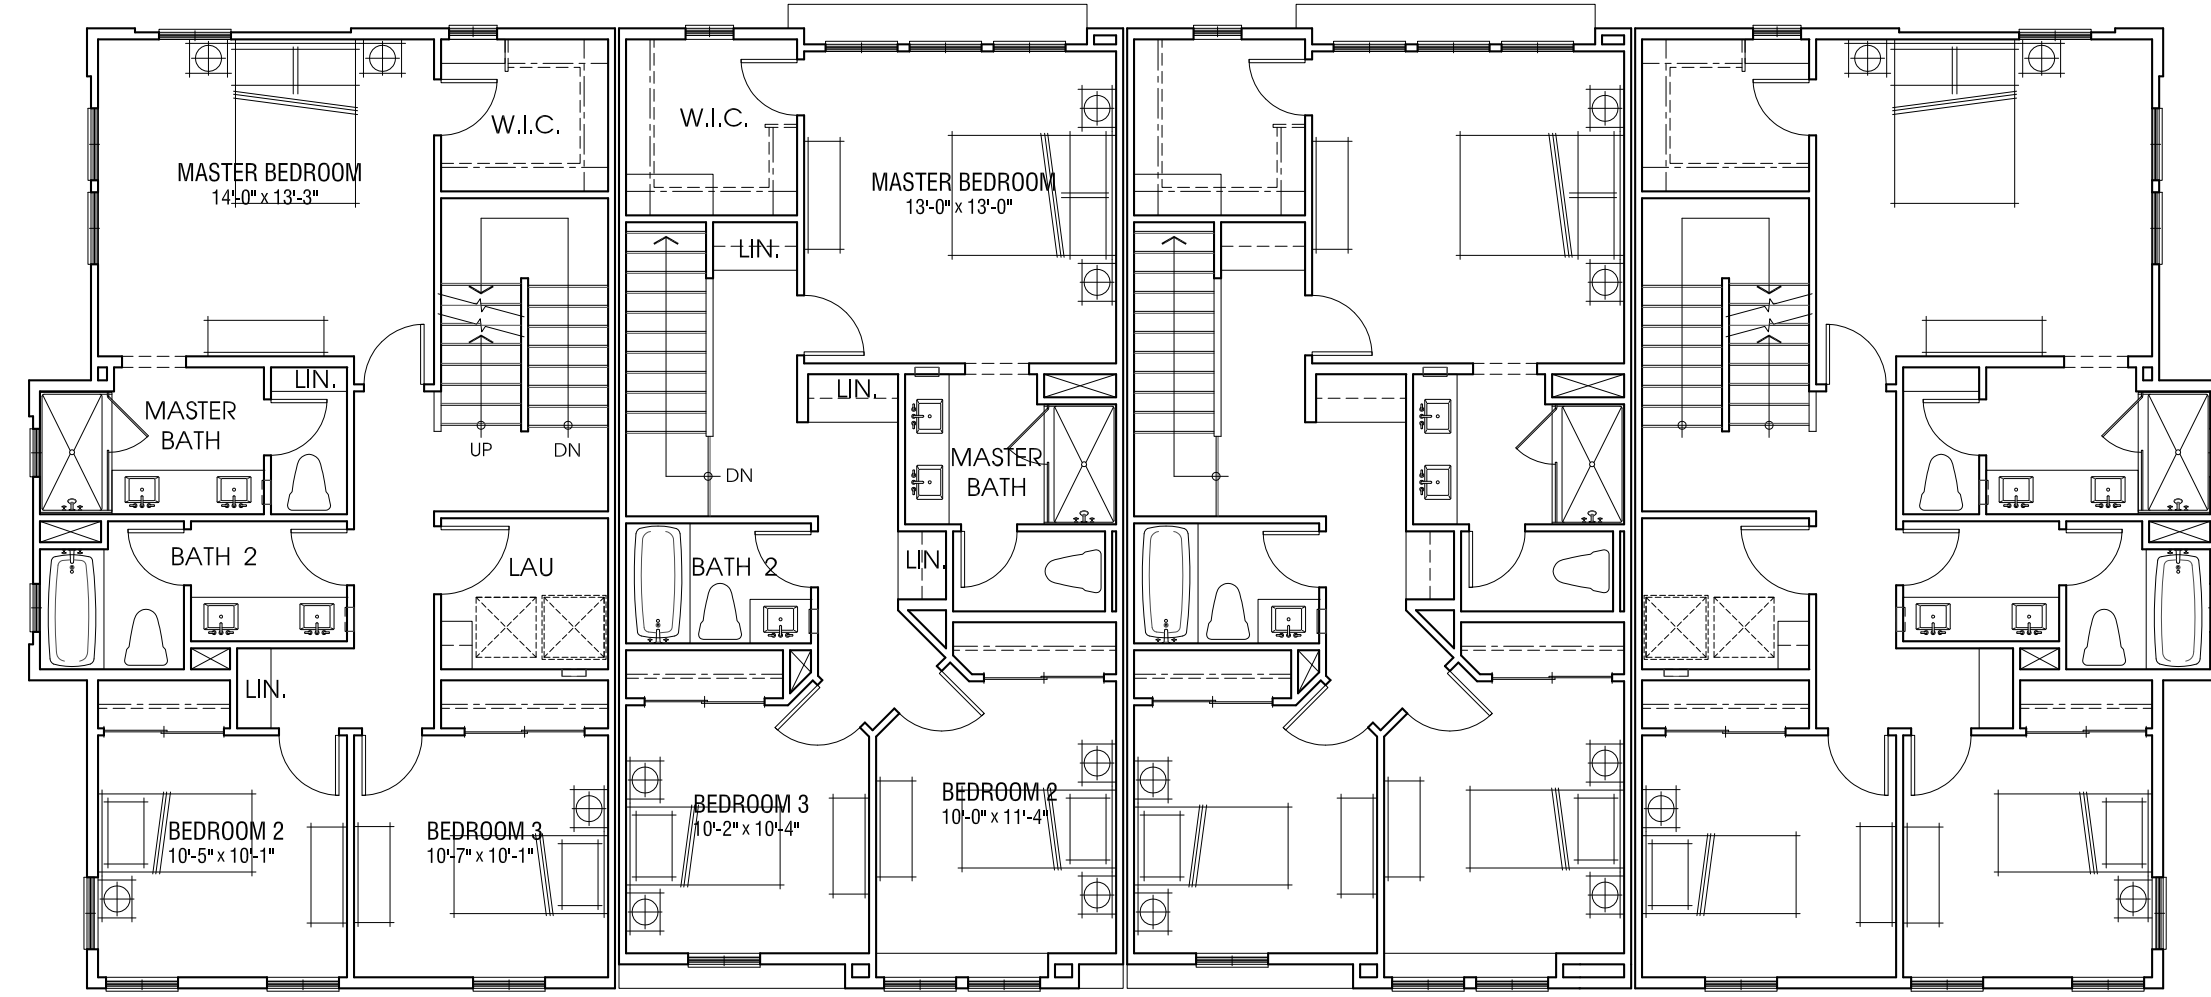 MASTER BEDROOM
14'-0" x 13'-3"
W.I.C.
LIN.
MASTER
BATH
UP
DN
BATH 2
LAU
LIN.
BEDROOM 2
10'-5" x 10'-1"
BEDROOM 3
10'-7" x 10'-1"
W.I.C.
MASTER BEDROOM
13'-0" x 13'-0"
LIN.
LIN.
MASTER
BATH
DN
BATH 2
LIN.
BEDROOM 3
10'-2" x 10'-4"
BEDROOM 2
10'-0" x 11'-4"